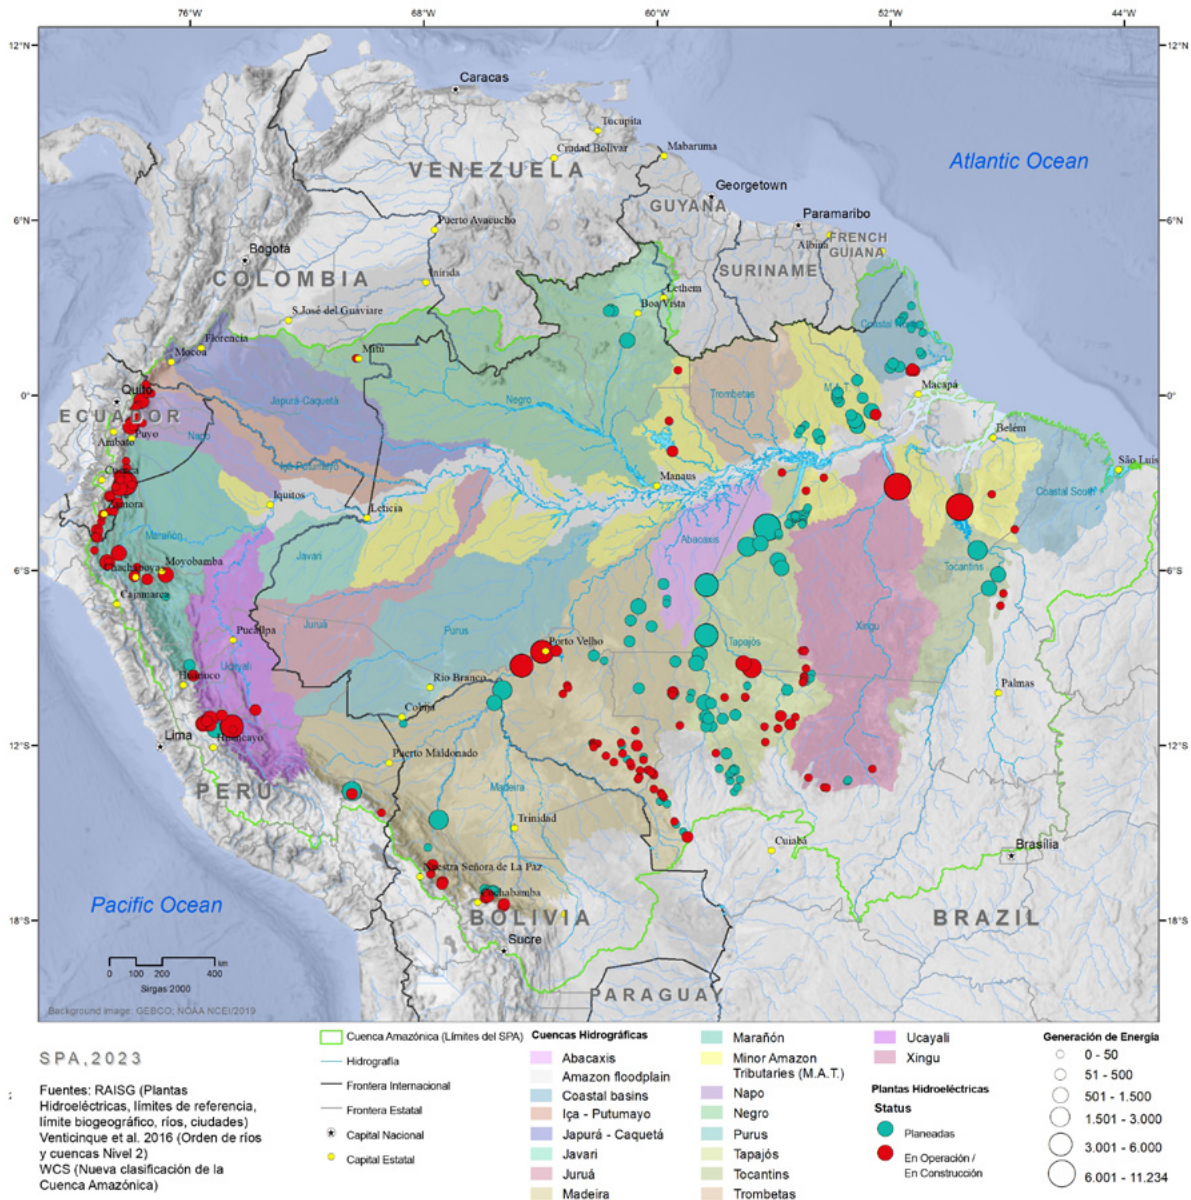 76°W 68°W 60°W 52°W 44°W
12°N 12°N
Caracas
Tucupita
Ciudad Bolívar
Mabaruma
VENEZUELA
Atlantic Ocean
Georgetown
GUYANA
Paramaribo
6°N 6°N
Puerto Ayacucho
Albina
FRENCH
GUIANA
Bogotá
SURINAME
COLOMBIA
Inírida
Lethem
Boa Vista
S.José del Guaviare
Coastal North
Florencia
Mocoa
Mitú
Macapá
Quito
0° 0°
Japurá-Caquetá
Negro
Trombetas
M.A.T.
ECUADOR
Puyo
Napo
Ambato
Belém
Içá-Putumayo
São Luís
Cuenca
Manaus
Iquitos
Coastal South
Zamora
Leticia
Marañón
Abacaxis
Javari
Moyobamba
Chachapoyas
6°S 6°S
Tocantins
Cajamarca
Juruá
Purus
Pucallpa
Porto Velho
Tapajós
Xingu
Ucayali
Huánuco
Rio Branco
Palmas
Cobija
Lima
Huancayo
12°S 12°S
Puerto Maldonado
PERU
Madeira
Trinidad
Cuiabá
Brasília
Nuestra Señora de La Paz
Cochabamba
Pacific Ocean
18°S 18°S
BOLIVIA
BRAZIL
Sucre
0 100 200 400 km
Sirgas 2000
PARAGUAY
Background image: GEBCO; NOAA NCEI/2019
SPA,2023
Fuentes: RAISG (Plantas
Hidroeléctricas, límites de referencia,
límite biogeográfico, ríos, ciudades)
Venticinque et al. 2016 (Orden de ríos
y cuencas Nivel 2)
WCS (Nueva classificación de la
Cuenca Amazónica)
Cuenca Amazónica (Límites del SPA)
Hidrografía
Frontera Internacional
Frontera Estatal
Capital Nacional
Capital Estatal
Cuencas Hidrográficas
Abacaxis
Amazon floodplain
Coastal basins
Iça - Putumayo
Japurá - Caquetá
Javari
Juruá
Madeira
Marañón
Minor Amazon
Tributaries (M.A.T.)
Napo
Negro
Purus
Tapajós
Tocantins
Trombetas
Ucayali
Xingu
Plantas Hidroeléctricas
Status
Planeadas
En Operación /
En Construcción
Generación de Energia
0 - 50
51 - 500
501 - 1.500
1.501 - 3.000
3.001 - 6.000
6.001 - 11.234